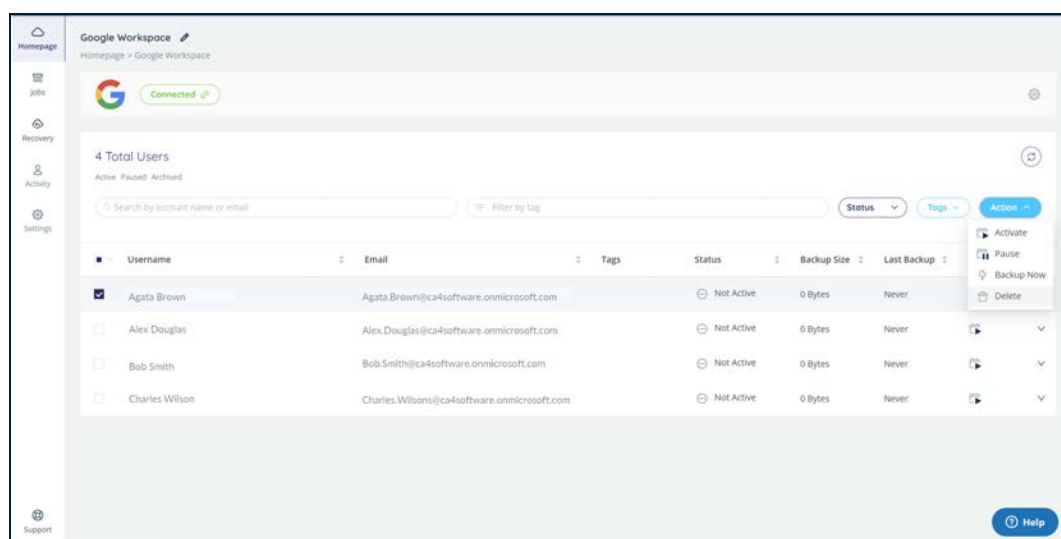 Homepage
Jobs
Recovery
Activity
Settings
Support
Google Workspace
Homepage > Google Workspace
Connected
4 Total Users
Active Paused Archived
Search by account name or email
Filter by tag
Status
Tags
Action
Activate
Pause
Backup Now
Delete
Username Email Tags Status Backup Size Last Backup
Agata Brown Agata.Brown@ca4software.onmicrosoft.com Not Active 0 Bytes Never
Alex Douglas Alex.Douglas@ca4software.onmicrosoft.com Not Active 0 Bytes Never
Bob Smith Bob.Smith@ca4software.onmicrosoft.com Not Active 0 Bytes Never
Charles Wilson Charles.Wilsons@ca4software.onmicrosoft.com Not Active 0 Bytes Never
Help